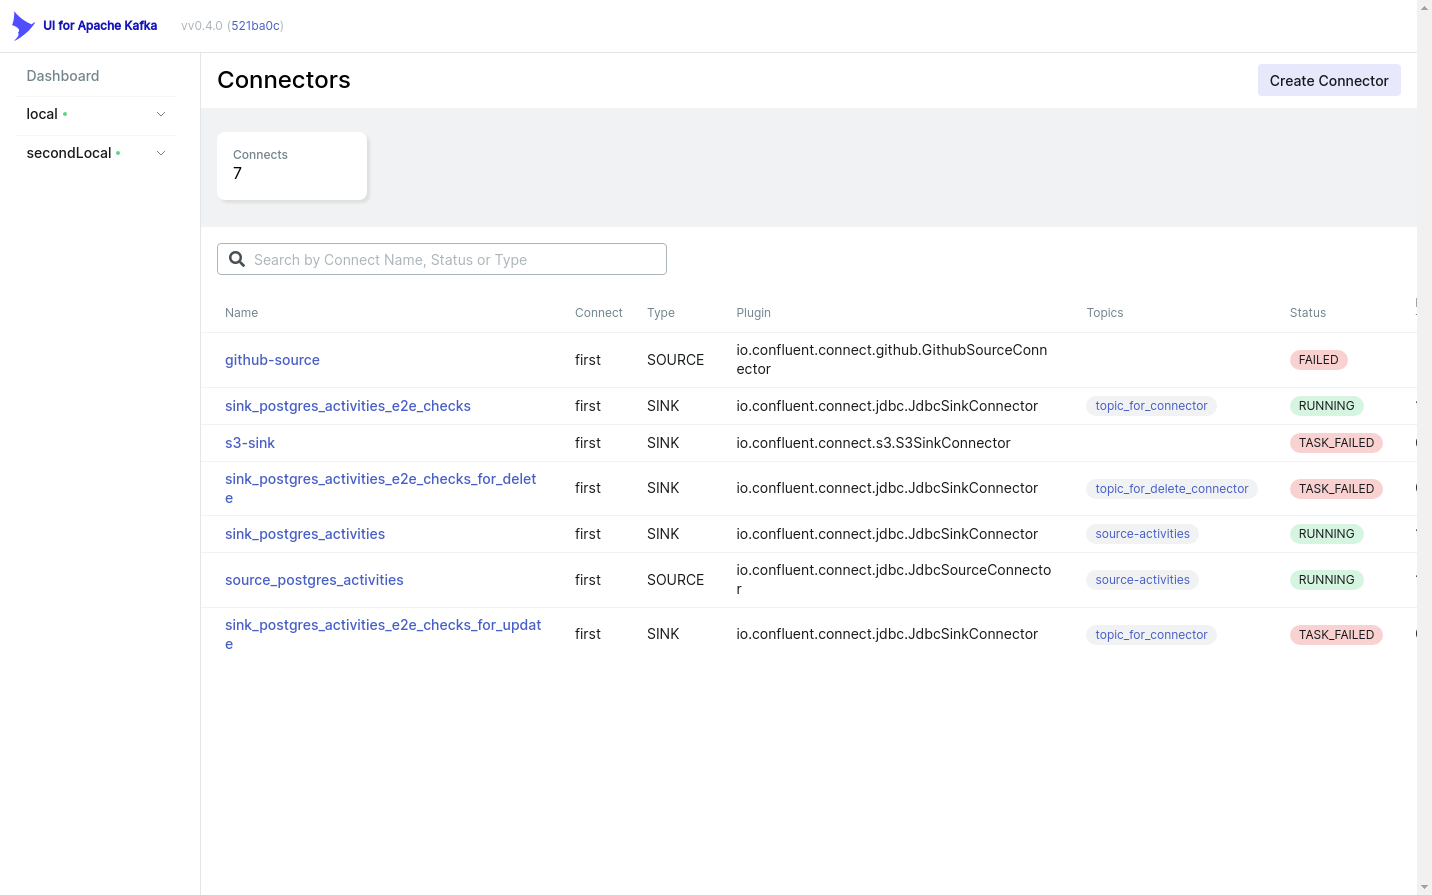 UI for Apache Kafka vv0.4.0 (521ba0c)
Dashboard
local
secondLocal
Connectors
Create Connector
Connects
7
Search by Connect Name, Status or Type
Name Connect Type Plugin Topics Status
github-source first SOURCE io.confluent.connect.github.GithubSourceConn
ector FAILED
sink_postgres_activities_e2e_checks first SINK io.confluent.connect.jdbc.JdbcSinkConnector topic_for_connector RUNNING
s3-sink first SINK io.confluent.connect.s3.S3SinkConnector TASK_FAILED
sink_postgres_activities_e2e_checks_for_delet
e first SINK io.confluent.connect.jdbc.JdbcSinkConnector topic_for_delete_connector TASK_FAILED
sink_postgres_activities first SINK io.confluent.connect.jdbc.JdbcSinkConnector source-activities RUNNING
source_postgres_activities first SOURCE io.confluent.connect.jdbc.JdbcSourceConnecto
r source-activities RUNNING
sink_postgres_activities_e2e_checks_for_updat
e first SINK io.confluent.connect.jdbc.JdbcSinkConnector topic_for_connector TASK_FAILED